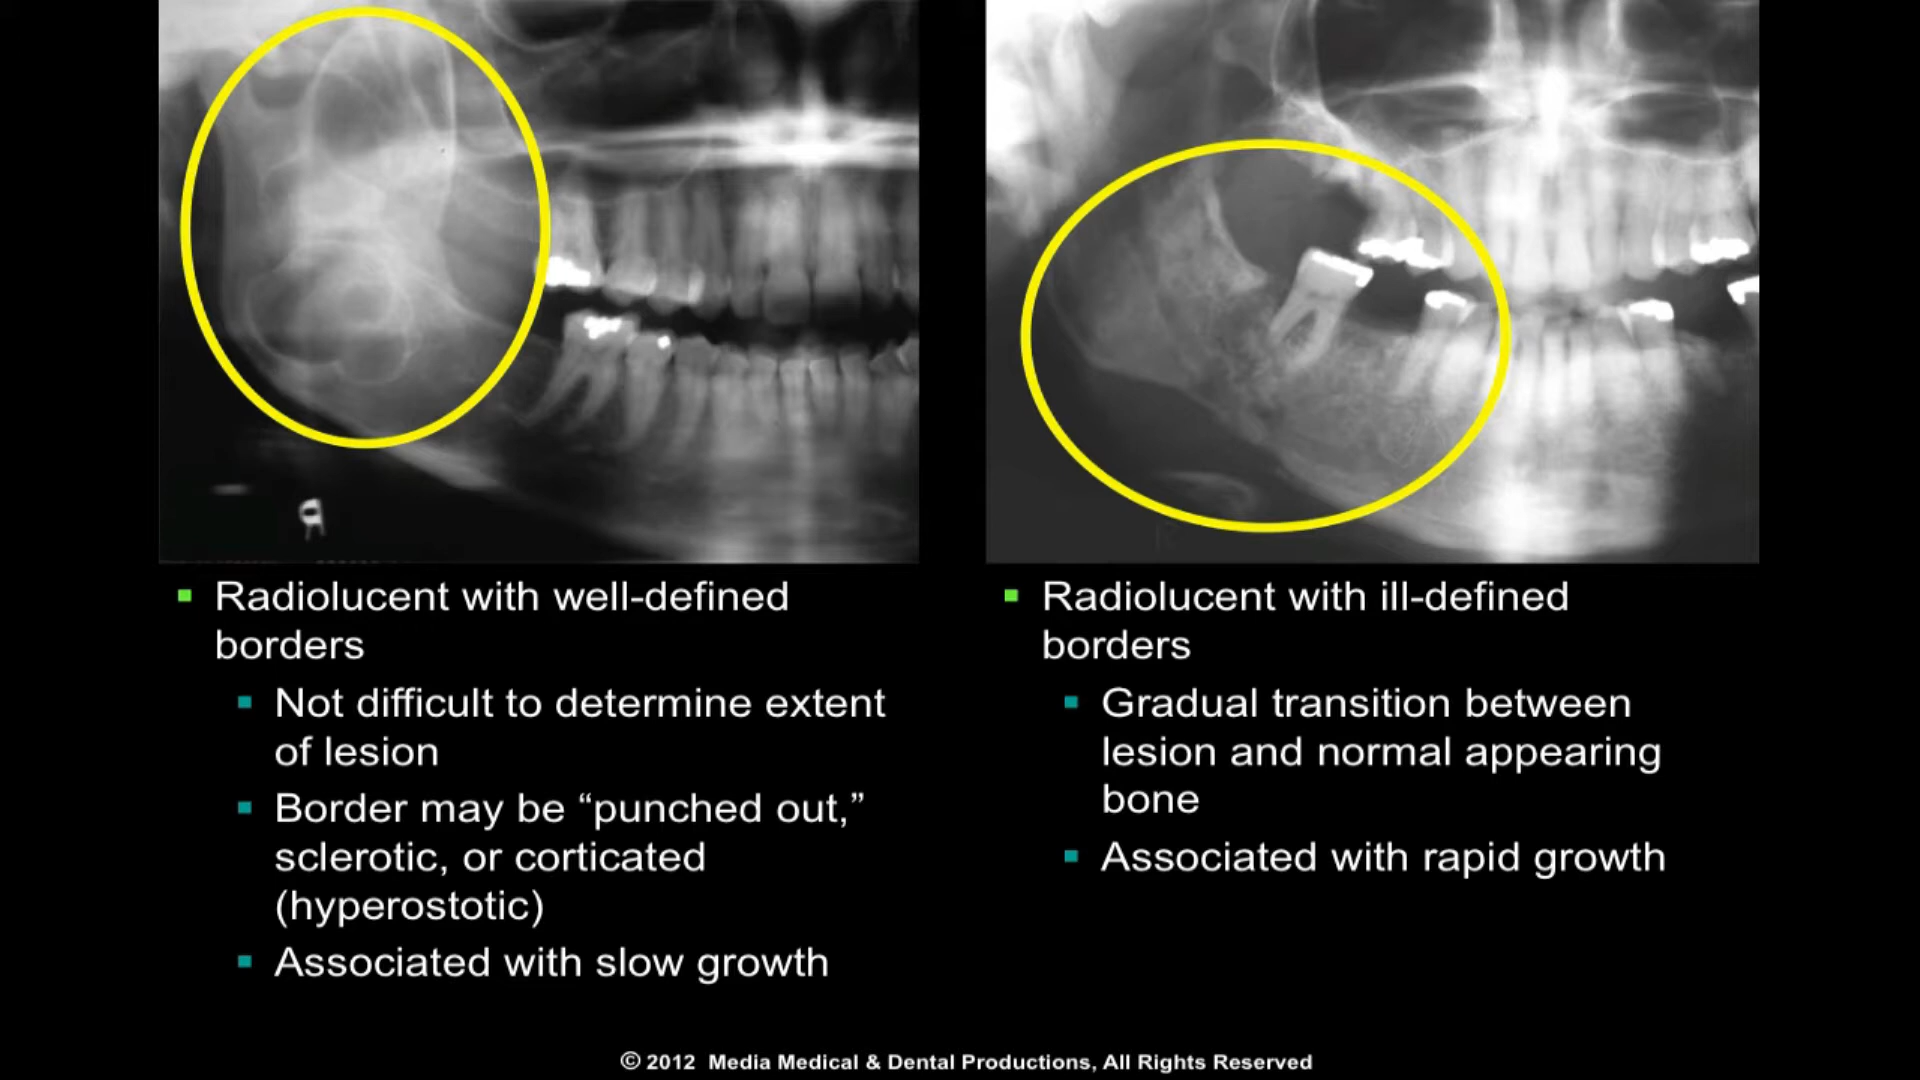 Radiolucent with well-defined
borders
Not difficult to determine extent
of lesion
Border may be “punched out,”
sclerotic, or corticated
(hyperostotic)
Associated with slow growth
Radiolucent with ill-defined
borders
Gradual transition between
lesion and normal appearing
bone
Associated with rapid growth
© 2012 Media Medical & Dental Productions, All Rights Reserved